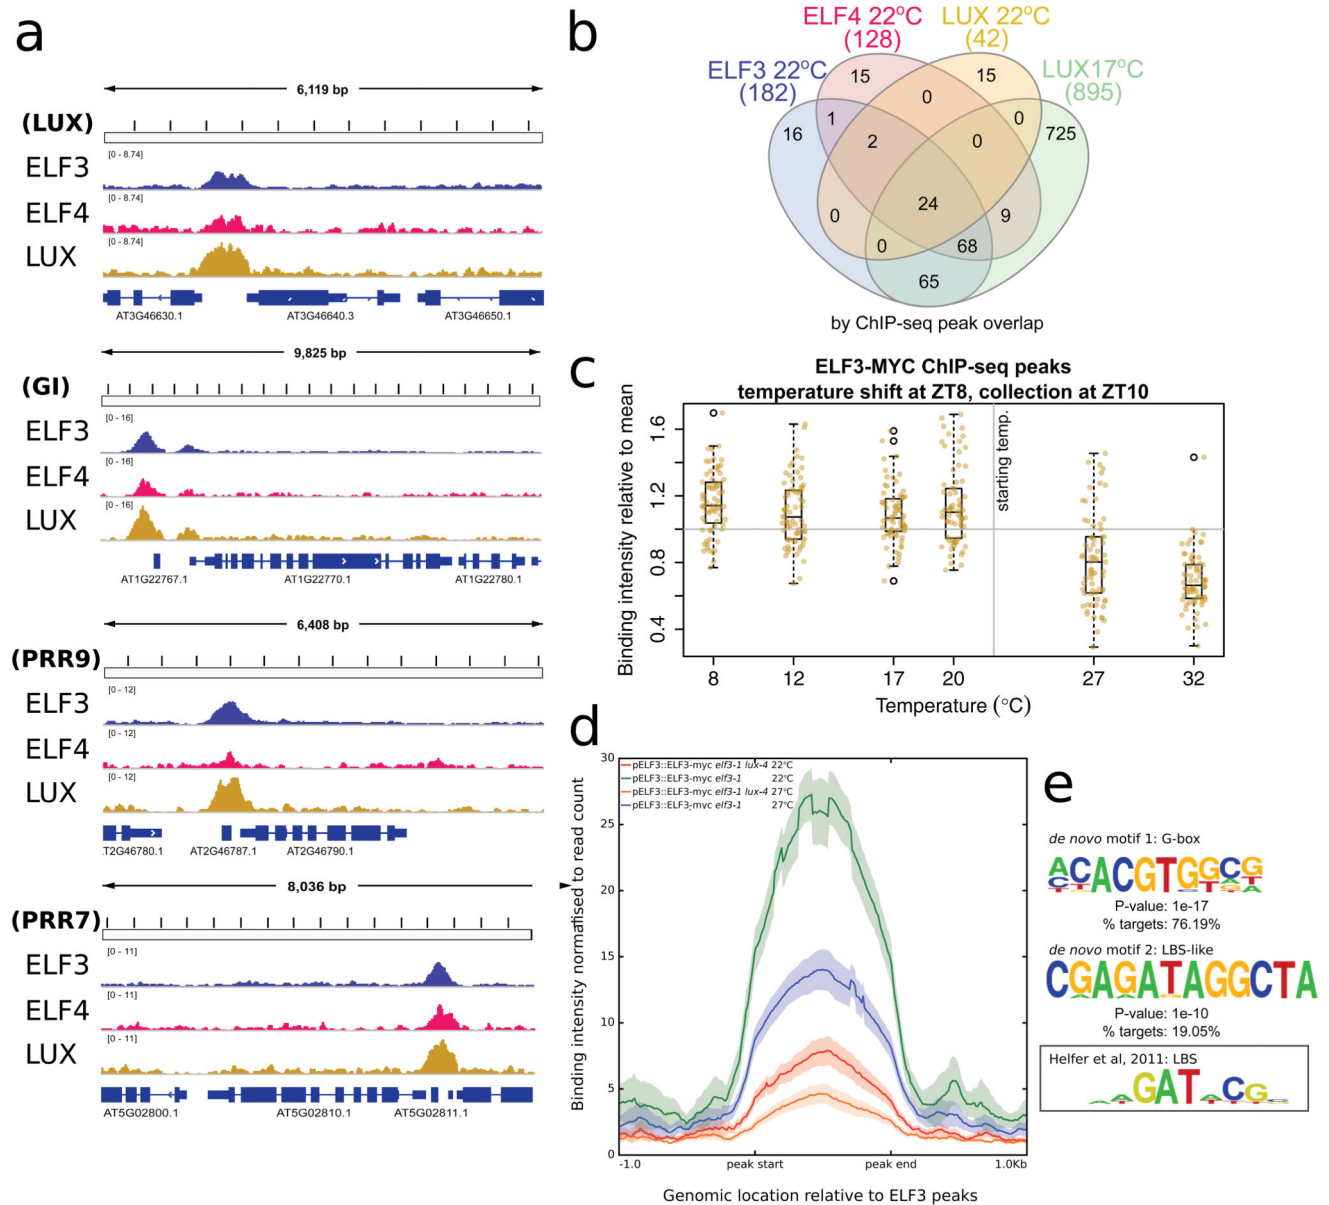 a
6,119 bp
(LUX)
[0 - 8.74]
ELF3
[0 - 8.74]
ELF4
[0 - 8.74]
LUX
AT3G46630.1 AT3G46640.3 AT3G46650.1
9,825 bp
(GI)
[0 - 16]
ELF3
[0 - 16]
ELF4
[0 - 16]
LUX
AT1G22767.1 AT1G22770.1 AT1G22780.1
6,408 bp
(PRR9)
[0 - 12]
ELF3
[0 - 12]
ELF4
[0 - 12]
LUX
.T2G46780.1 AT2G46787.1 AT2G46790.1
8,036 bp
(PRR7)
[0 - 11]
ELF3
[0 - 11]
ELF4
[0 - 11]
LUX
AT5G02800.1 AT5G02810.1 AT5G02811.1
b
ELF4 22°C LUX 22°C
(128) (42)
ELF3 22°C LUX17°C
(182) (895)
15 15
0
16 1 0 725
2 0
24
0 9
0 68
65
by ChIP-seq peak overlap
c
ELF3-MYC ChIP-seq peaks
temperature shift at ZT8, collection at ZT10
Binding intensity relative to mean
1.6
1.2
0.8
0.4
starting temp.
8 12 17 20 27 32
Temperature (°C)
d
Binding intensity normalised to read count
30
25
20
15
10
5
0
pELF3::ELF3-myc elf3-1 lux-4 22°C
pELF3::ELF3-myc elf3-1 22°C
pELF3::ELF3-myc elf3-1 lux-4 27°C
pELF3::ELF3-myc elf3-1 27°C
-1.0 peak start peak end 1.0Kb
Genomic location relative to ELF3 peaks
e
de novo motif 1: G-box
ACACGTGGCG
P-value: 1e-17
% targets: 76.19%
de novo motif 2: LBS-like
CGAGATAGGCTA
P-value: 1e-10
% targets: 19.05%
Helfer et al, 2011: LBS
AAGATACG